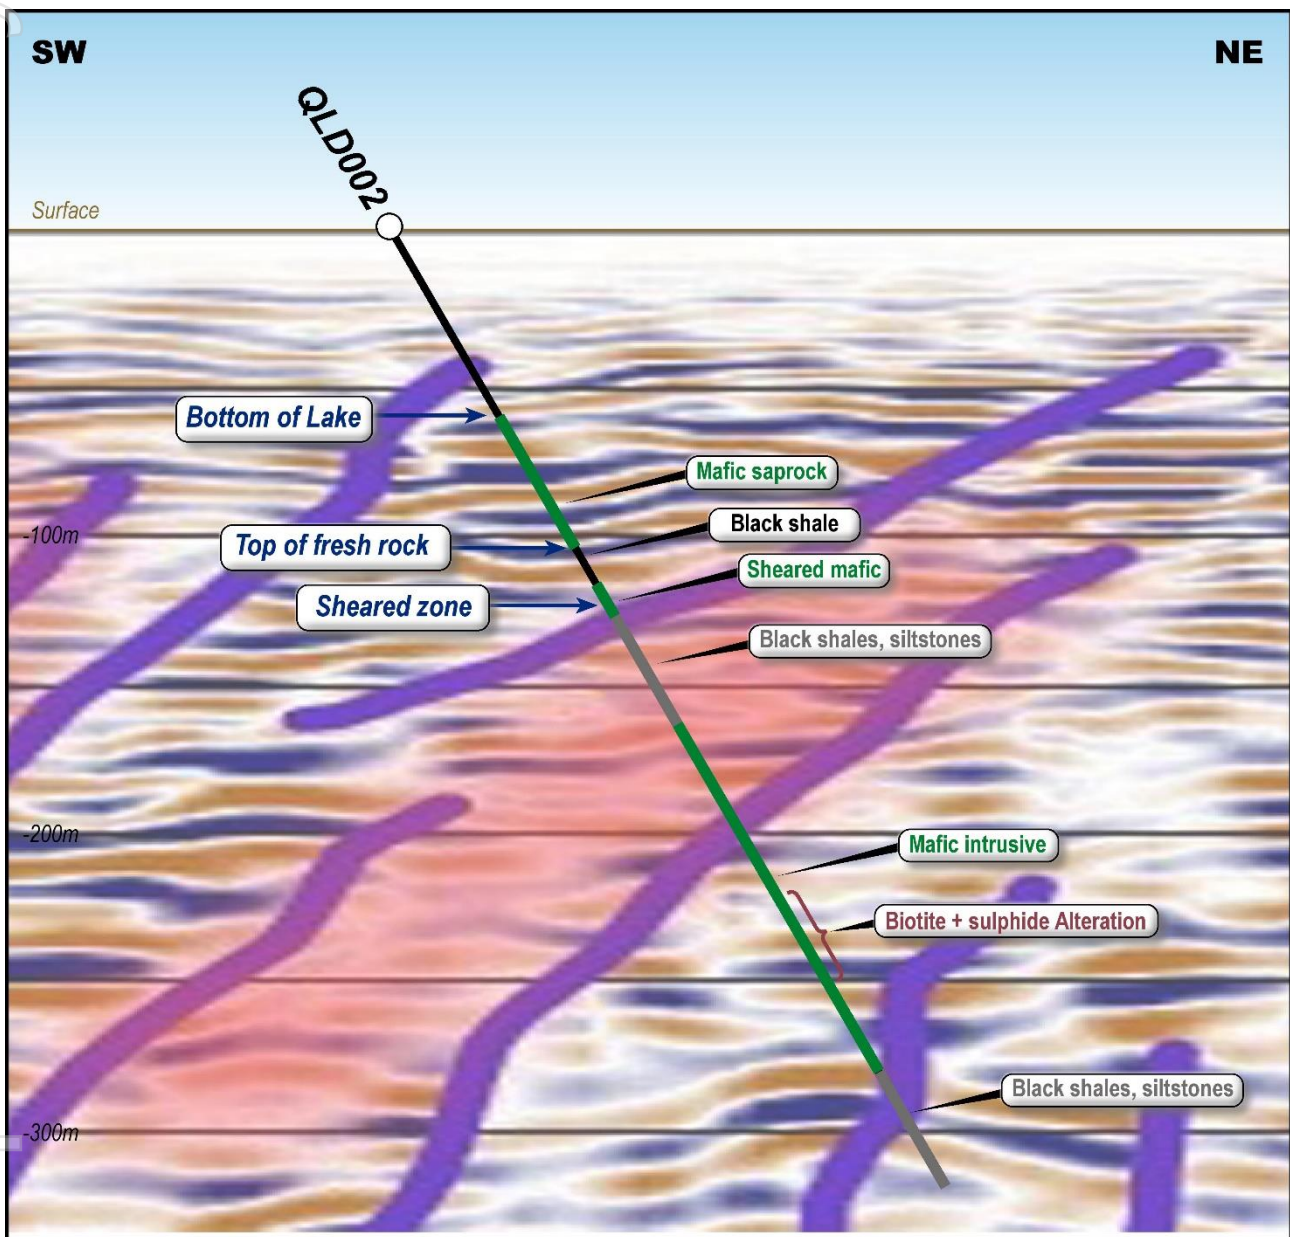 SW
NE
QLD002
Surface
Bottom of Lake
Mafic saprock
Black shale
-100m
Top of fresh rock
Sheared mafic
Sheared zone
Black shales, siltstones
-200m
Mafic intrusive
Biotite + sulphide Alteration
Black shales, siltstones
-300m